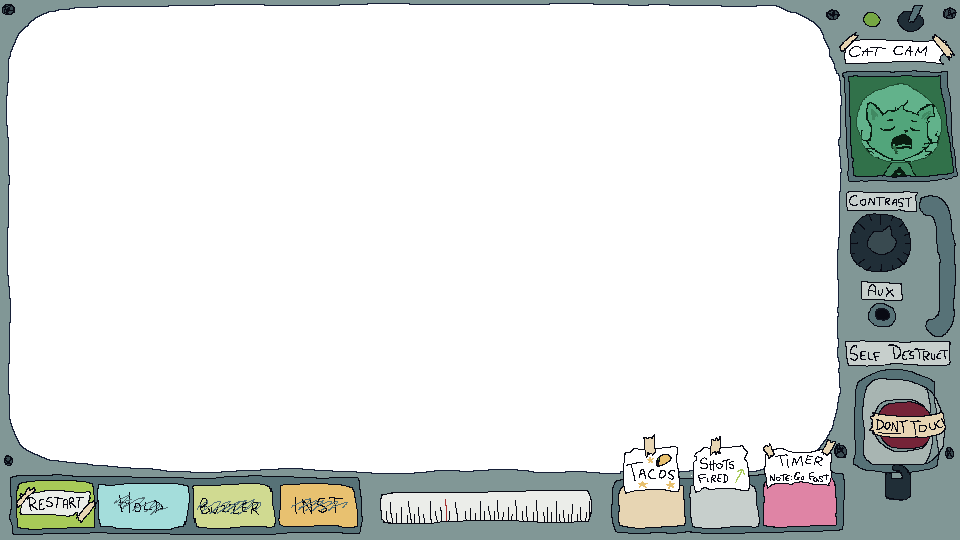 CAT CAM
CONTRAST
AUX
SELF DESTRUCT
DONT TOUC
TACOS
SHOTS
FIRED
TIMER
NOTE: GO FAST
RESTART
HOLD
BUZZER
INST